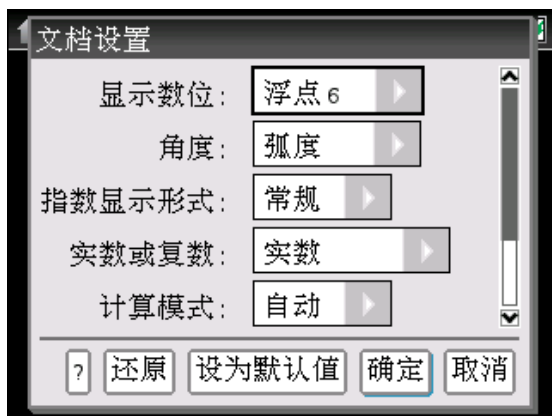 文档设置
显示数位: 浮点 6
角度: 弧度
指数显示形式: 常规
实数或复数: 实数
计算模式: 自动
? 还原 设为默认值 确定 取消